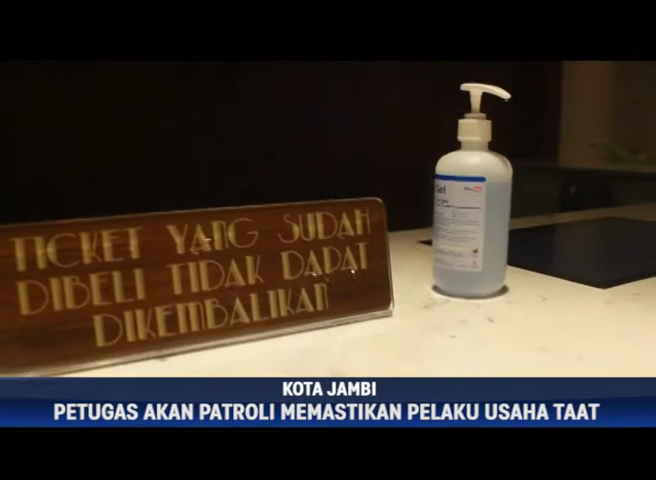 TICKET YANG SUDAH
DIBELI TIDAK DAPAT
DIKEMBALIKAN
KOTA JAMBI
PETUGAS AKAN PATROLI MEMASTIKAN PELAKU USAHA TAAT